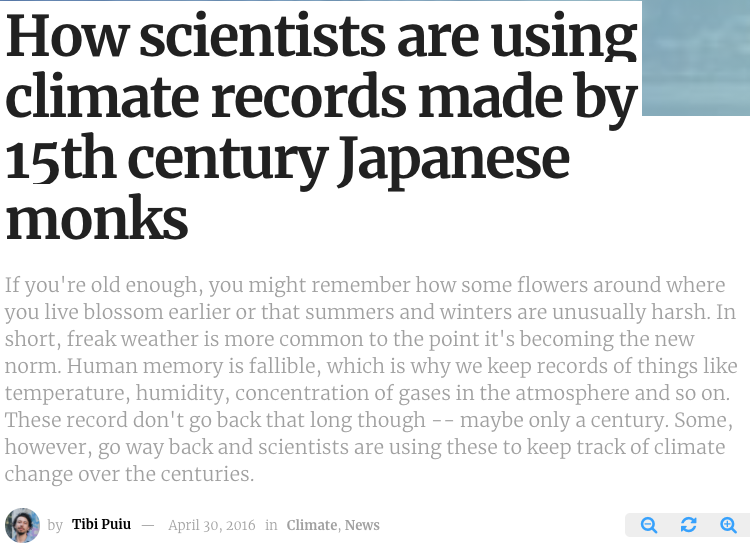 How scientists are using
climate records made by
15th century Japanese
monks
If you're old enough, you might remember how some flowers around where
you live blossom earlier or that summers and winters are unusually harsh. In
short, freak weather is more common to the point it's becoming the new
norm. Human memory is fallible, which is why we keep records of things like
temperature, humidity, concentration of gases in the atmosphere and so on.
These record don't go back that long though -- maybe only a century. Some,
however, go way back and scientists are using these to keep track of climate
change over the centuries.
by Tibi Puiu — April 30, 2016 in Climate, News